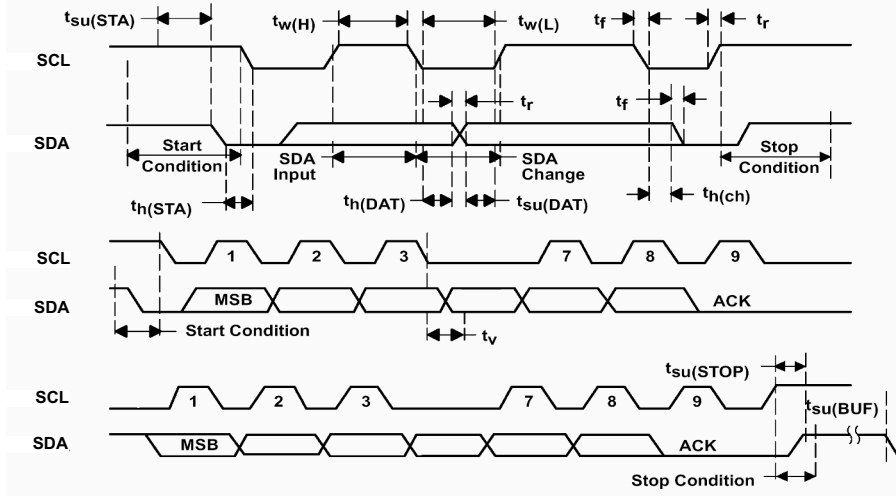 tsu(STA) tw(H) tw(L) tf tr
SCL
tr tf
SDA
Start Condition SDA Input SDA Change Stop Condition
th(STA) th(DAT) tsu(DAT) th(ch)
SCL 1 2 3 7 8 9
SDA MSB ACK
Start Condition tv
tsu(STOP)
SCL 1 2 3 7 8 9
tsu(BUF)
SDA MSB ACK
Stop Condition